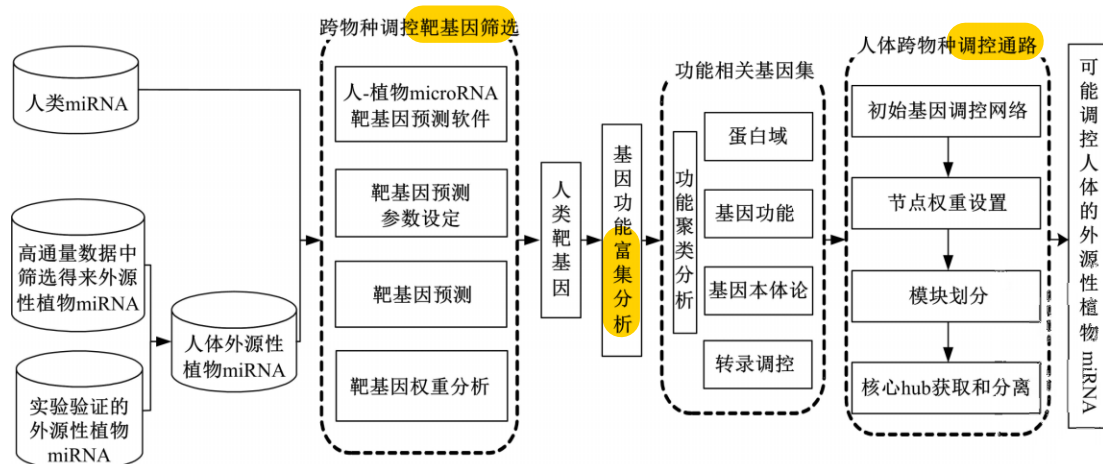 人类miRNA
高通量数据中
筛选得来外源
性植物miRNA
实验验证的
外源性植物
miRNA
人体外源性
植物miRNA
跨物种调控靶基因筛选
人-植物microRNA
靶基因预测软件
靶基因预测
参数设定
靶基因预测
靶基因权重分析
人类靶基因
基因功能富集分析
功能相关基因集
功能聚类分析
蛋白域
基因功能
基因本体论
转录调控
人体跨物种调控通路
初始基因调控网络
节点权重设置
模块划分
核心hub获取和分离
可能调控人体的外源性植物miRNA